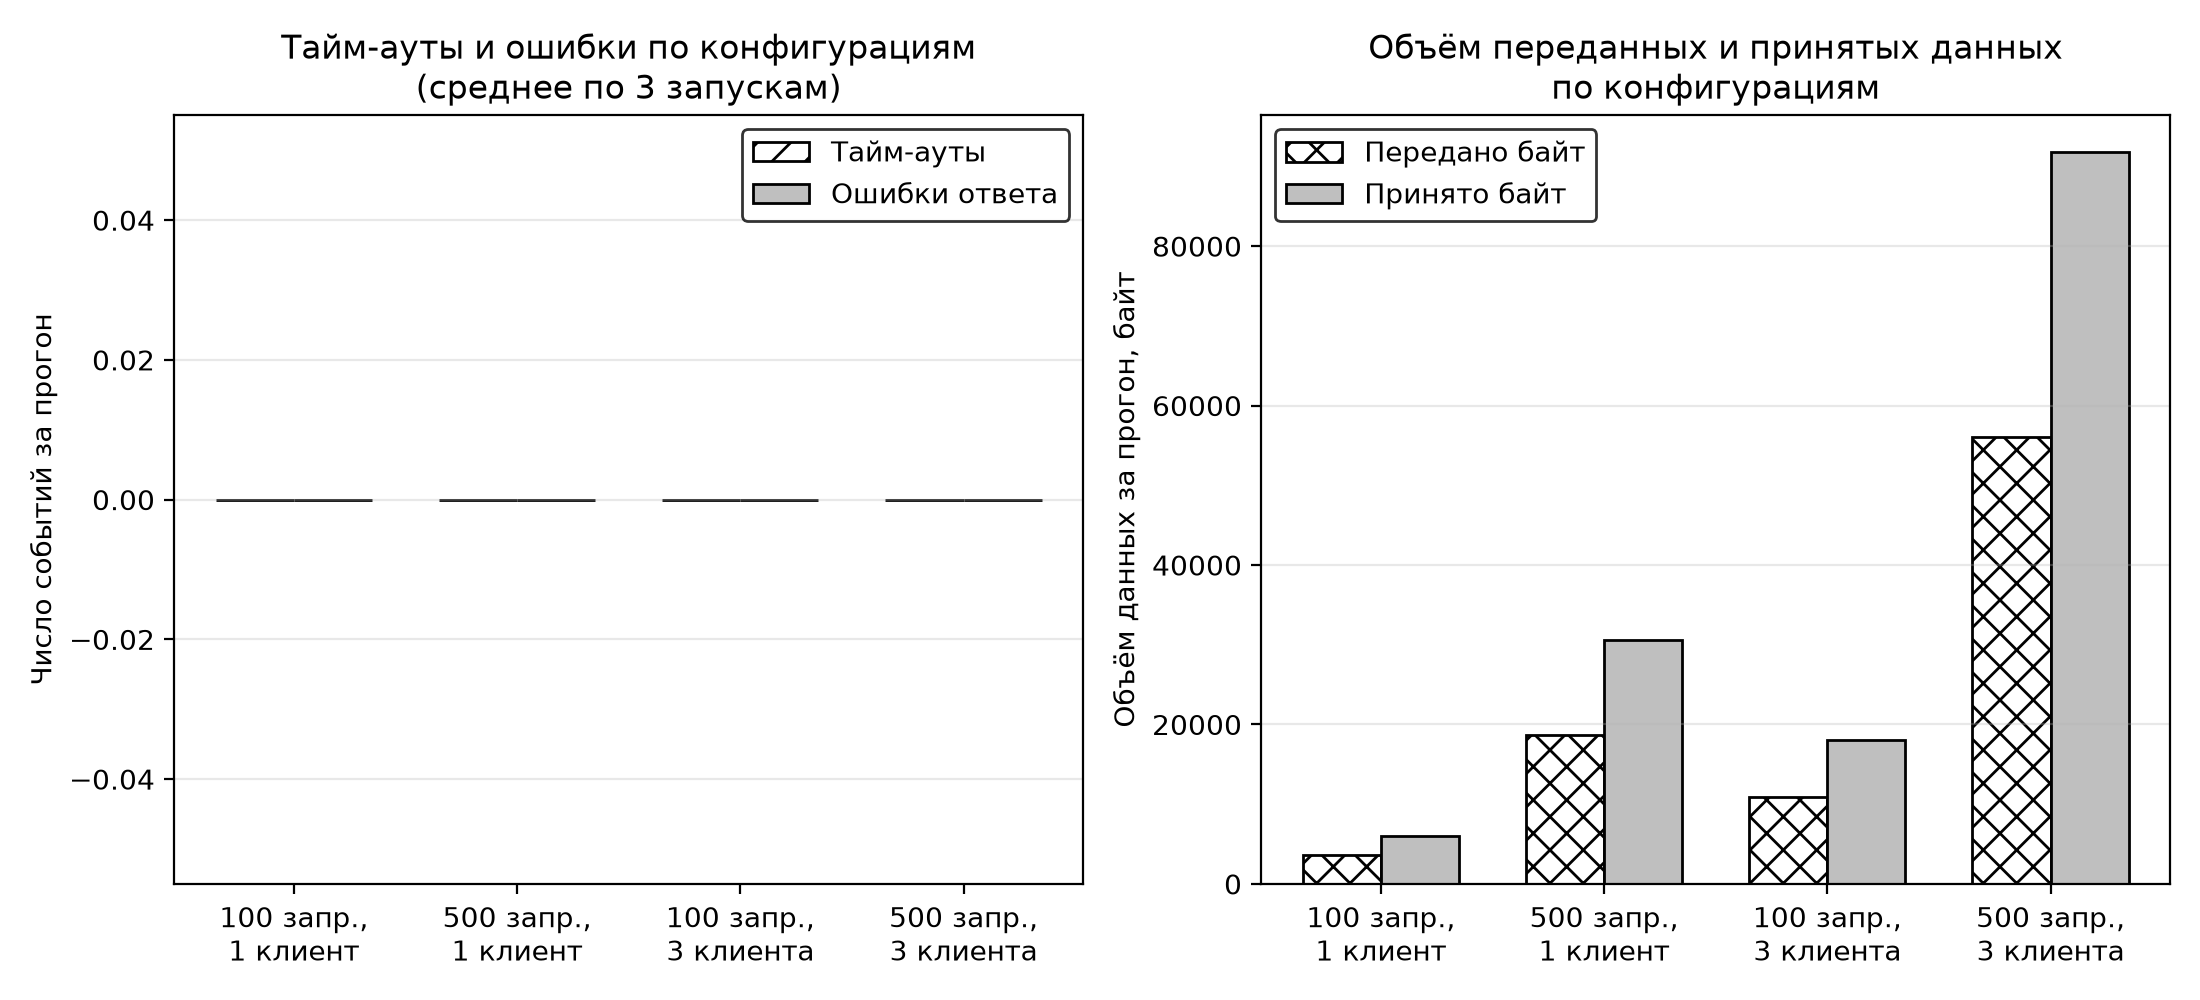 Тайм-ауты и ошибки по конфигурациям
(среднее по 3 запускам)
Число событий за прогон
0.04
0.02
0.00
−0.02
−0.04
Тайм-ауты
Ошибки ответа
100 запр.,
1 клиент
500 запр.,
1 клиент
100 запр.,
3 клиента
500 запр.,
3 клиента
Объём переданных и принятых данных
по конфигурациям
Объём данных за прогон, байт
80000
60000
40000
20000
0
Передано байт
Принято байт
100 запр.,
1 клиент
500 запр.,
1 клиент
100 запр.,
3 клиента
500 запр.,
3 клиента